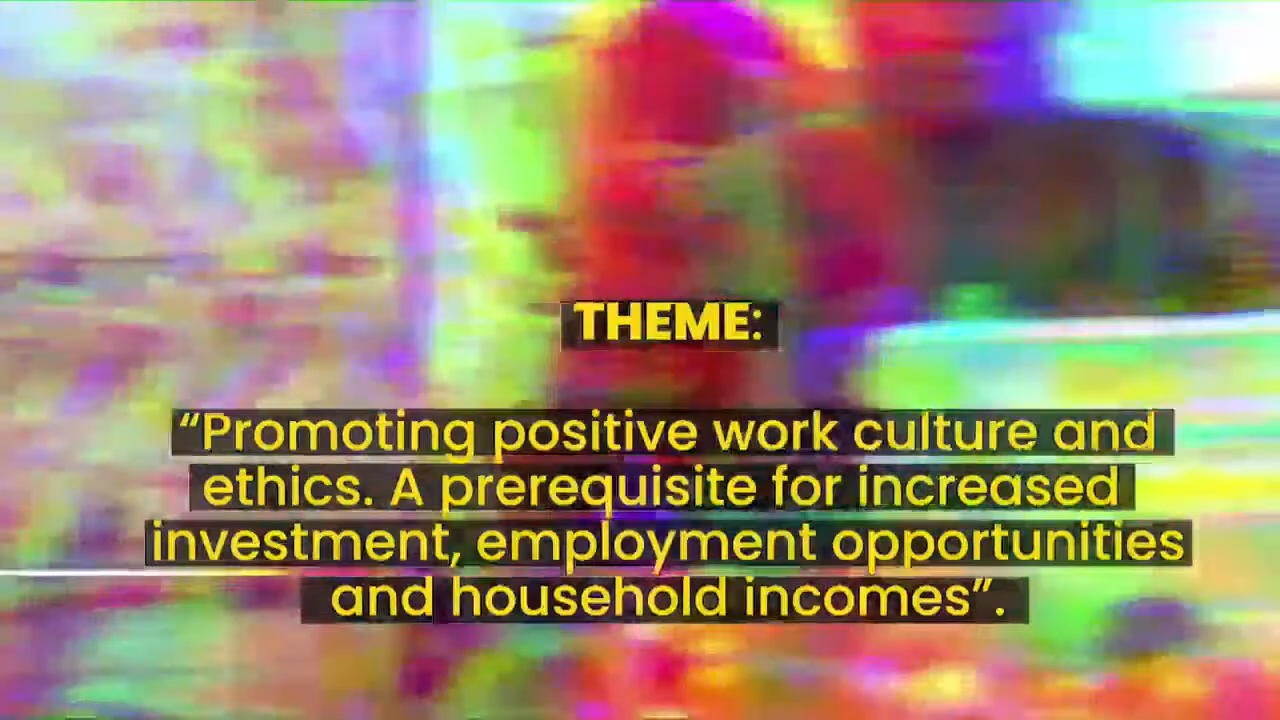 THEME:
“Promoting positive work culture and
ethics. A prerequisite for increased
investment, employment opportunities
and household incomes”.